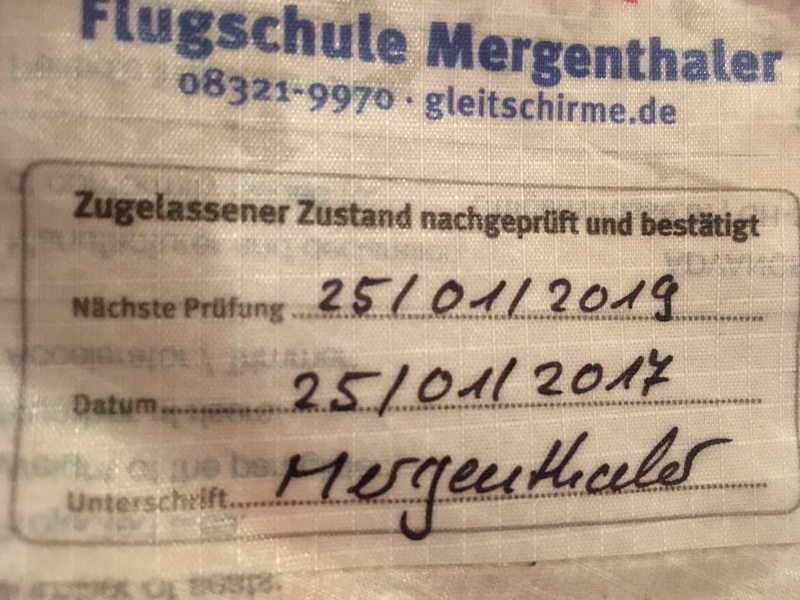 Flugschule Mergenthaler
08321-9970 · gleitschirme.de
Zugelassener Zustand nachgeprüft und bestätigt
Nächste Prüfung 25/01/2019
Datum 25/01/2017
Unterschrift Mergenthaler